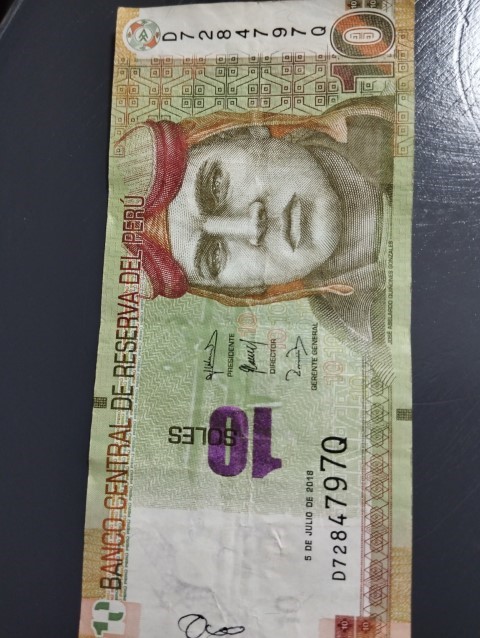 BANCO CENTRAL DE RESERVA DEL PERÚ
D7284797Q
10
JOSÉ ABELARDO QUIÑONES GONZALES
PRESIDENTE
DIRECTOR
GERENTE GENERAL
10
SOLES
5 DE JULIO DE 2018
D7284797Q
10